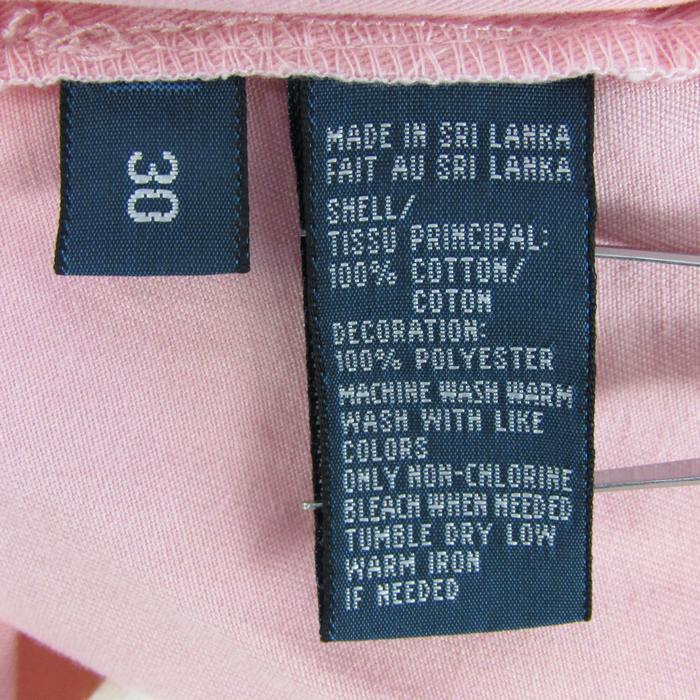 30
MADE IN SRI LANKA
FAIT AU SRI LANKA
SHELL/
TISSU PRINCIPAL:
100% COTTON/
COTON
DECORATION:
100% POLYESTER
MACHINE WASH WARM
WASH WITH LIKE
COLORS
ONLY NON-CHLORINE
BLEACH WHEN NEEDED
TUMBLE DRY LOW
WARM IRON
IF NEEDED